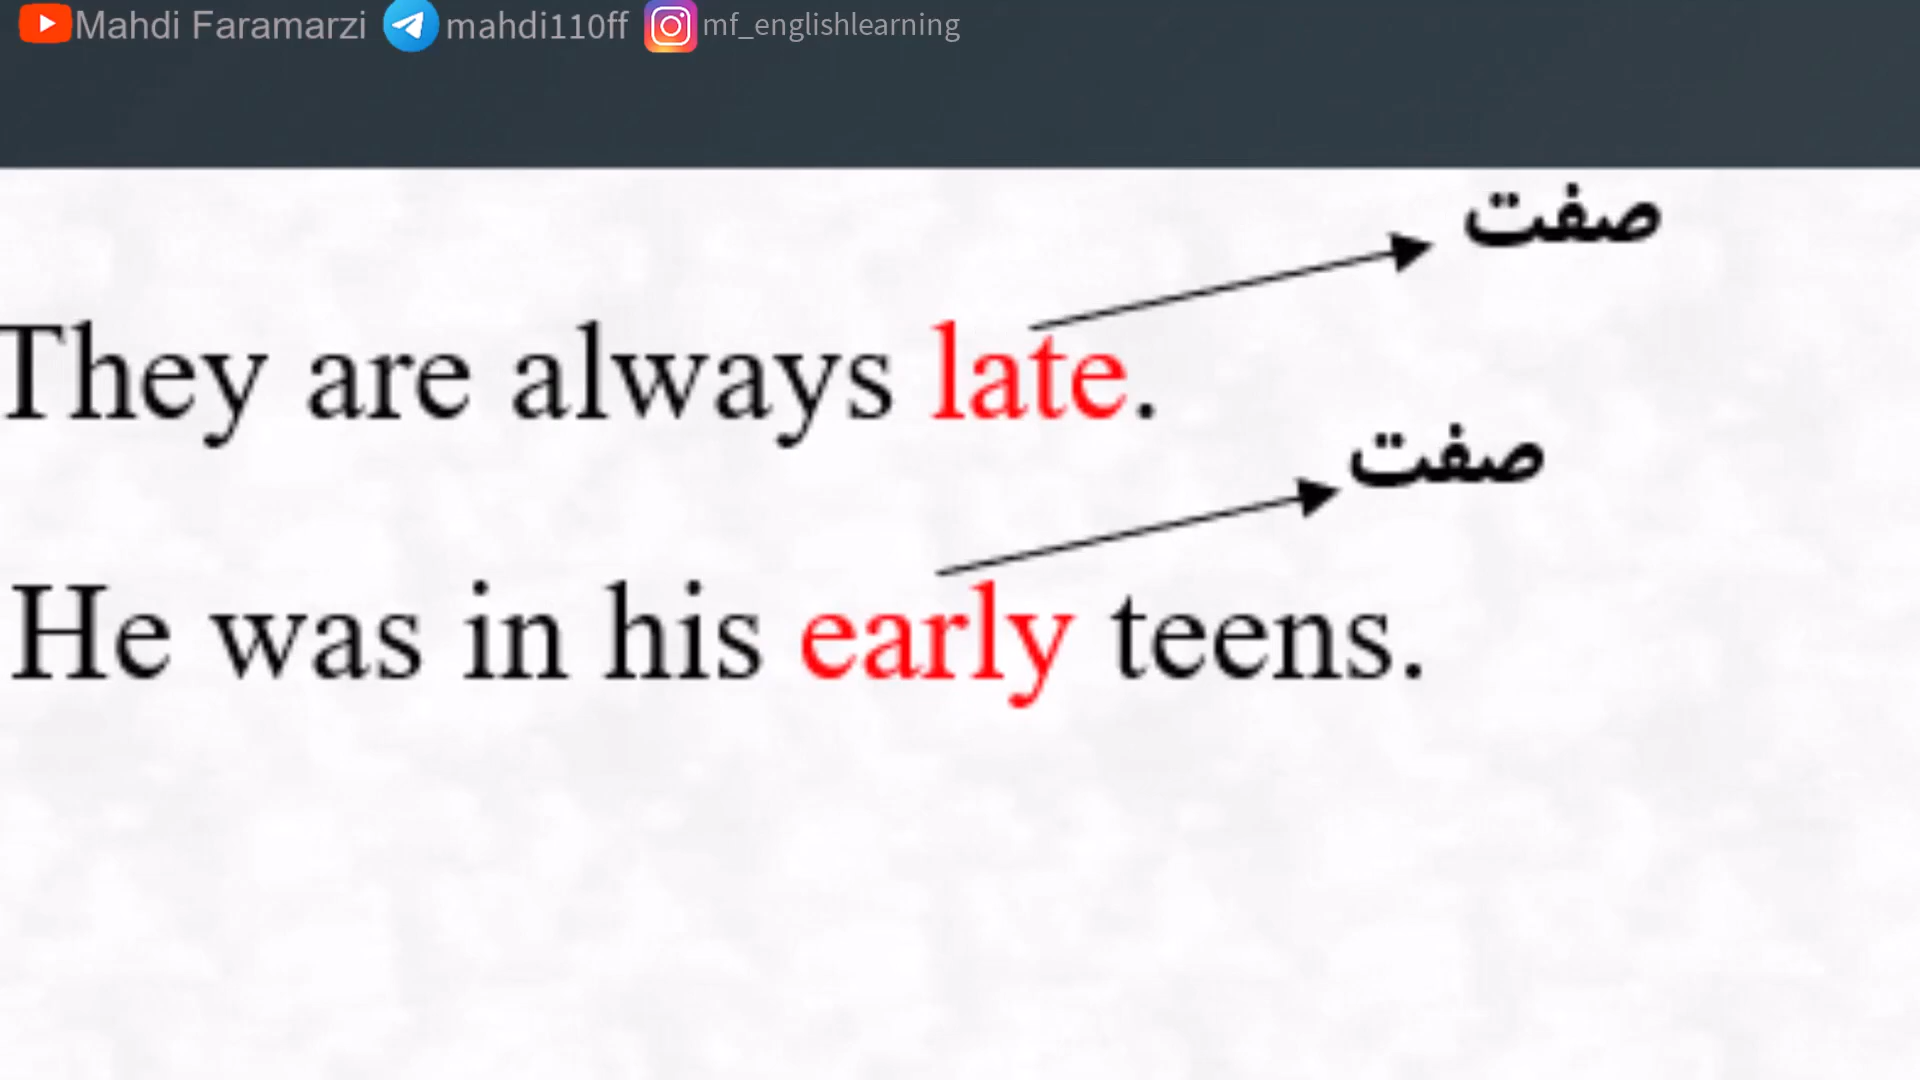 Mahdi Faramarzi mahdi110ff mf_englishlearning
صفت
They are always late.
صفت
He was in his early teens.